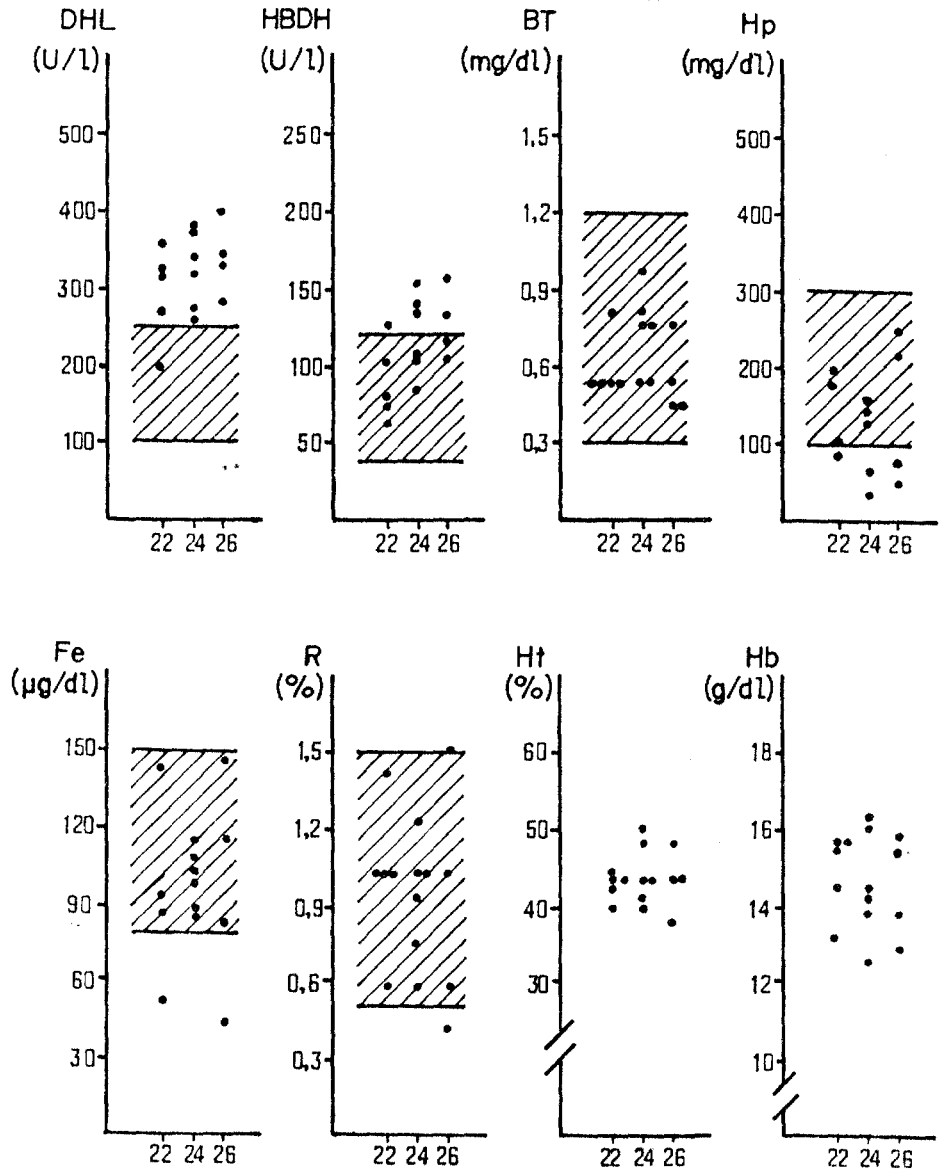 DHL
(U/l)
500
400
300
200
100
22 24 26
HBDH
(U/l)
250
200
150
100
50
22 24 26
BT
(mg/dl)
1,5
1,2
0,9
0,6
0,3
22 24 26
Hp
(mg/dl)
500
400
300
200
100
22 24 26
Fe
(µg/dl)
150
120
90
60
30
22 24 26
R
(%)
1,5
1,2
0,9
0,6
0,3
22 24 26
Ht
(%)
60
50
40
30
22 24 26
Hb
(g/dl)
18
16
14
12
10
22 24 26